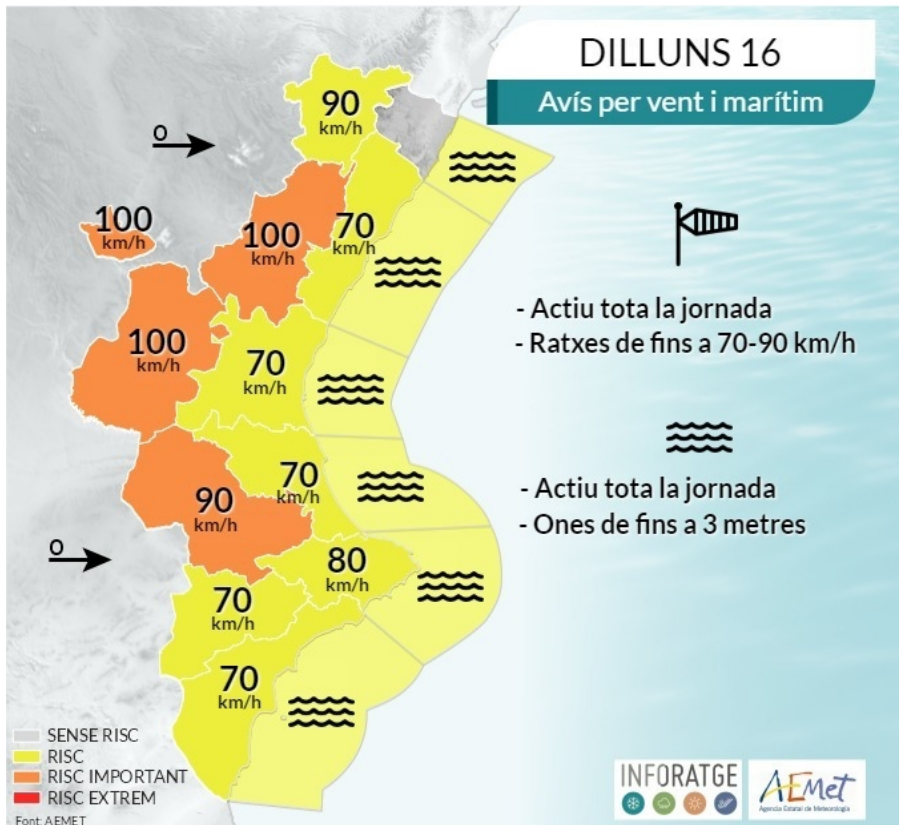 DILLUNS 16
Avís per vent i marítim
90
km/h
O
100
km/h
100
km/h
70
km/h
100
km/h
70
km/h
70
km/h
90
km/h
O
80
km/h
70
km/h
70
km/h
- Actiu tota la jornada
- Ratxes de fins a 70-90 km/h
- Actiu tota la jornada
- Ones de fins a 3 metres
SENSE RISC
RISC
RISC IMPORTANT
RISC EXTREM
Font: AEMET
INFORATGE
AEMet
Agencia Estatal de Meteorología